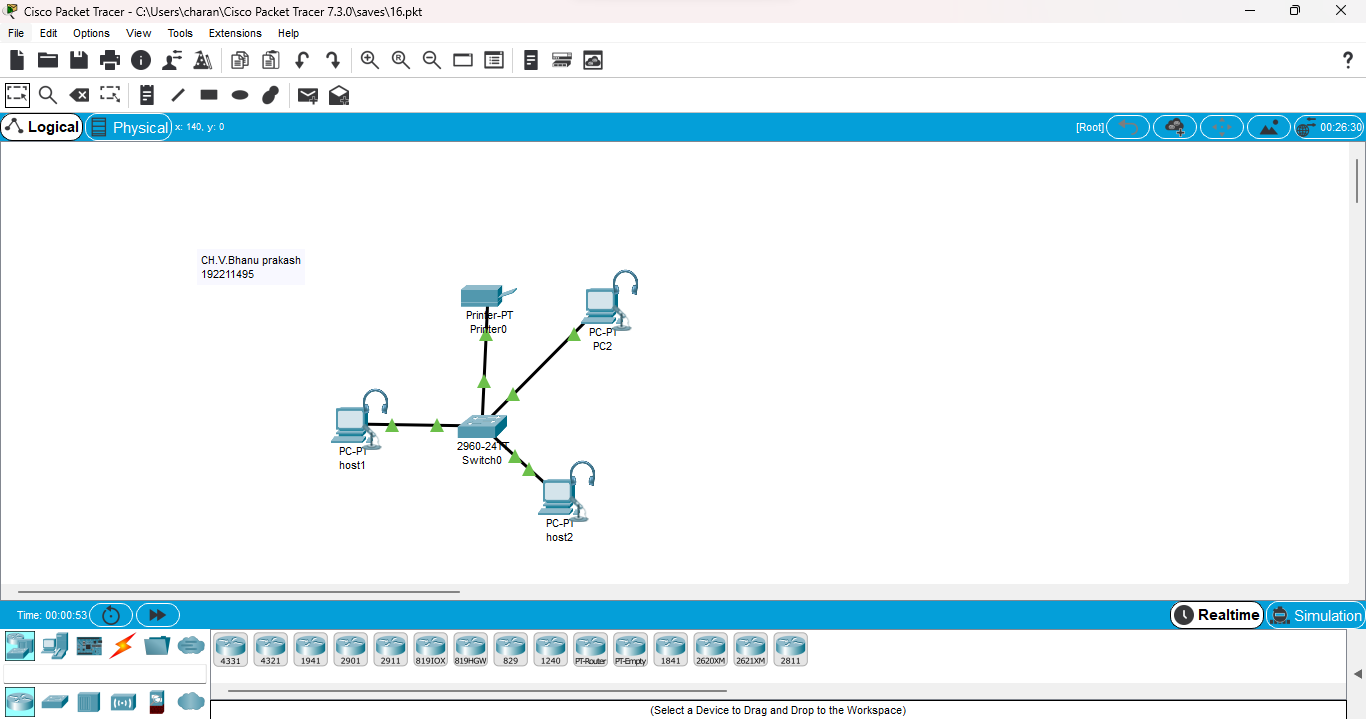 Cisco Packet Tracer - C:\Users\charan\Cisco Packet Tracer 7.3.0\saves\16.pkt
File Edit Options View Tools Extensions Help
Logical Physical x: 140, y: 0 [Root] 00:26:30
CH.V.Bhanu prakash
192211495
Printer-PT
Printer0
PC-PT
PC2
PC-PT
host1
2960-24TT
Switch0
PC-PT
host2
Time: 00:00:53 Realtime Simulation
4331 4321 1941 2901 2911 819IOX 819HGW 829 1240 PT-Router PT-Empty 1841 2620XM 2621XM 2811
(Select a Device to Drag and Drop to the Workspace)